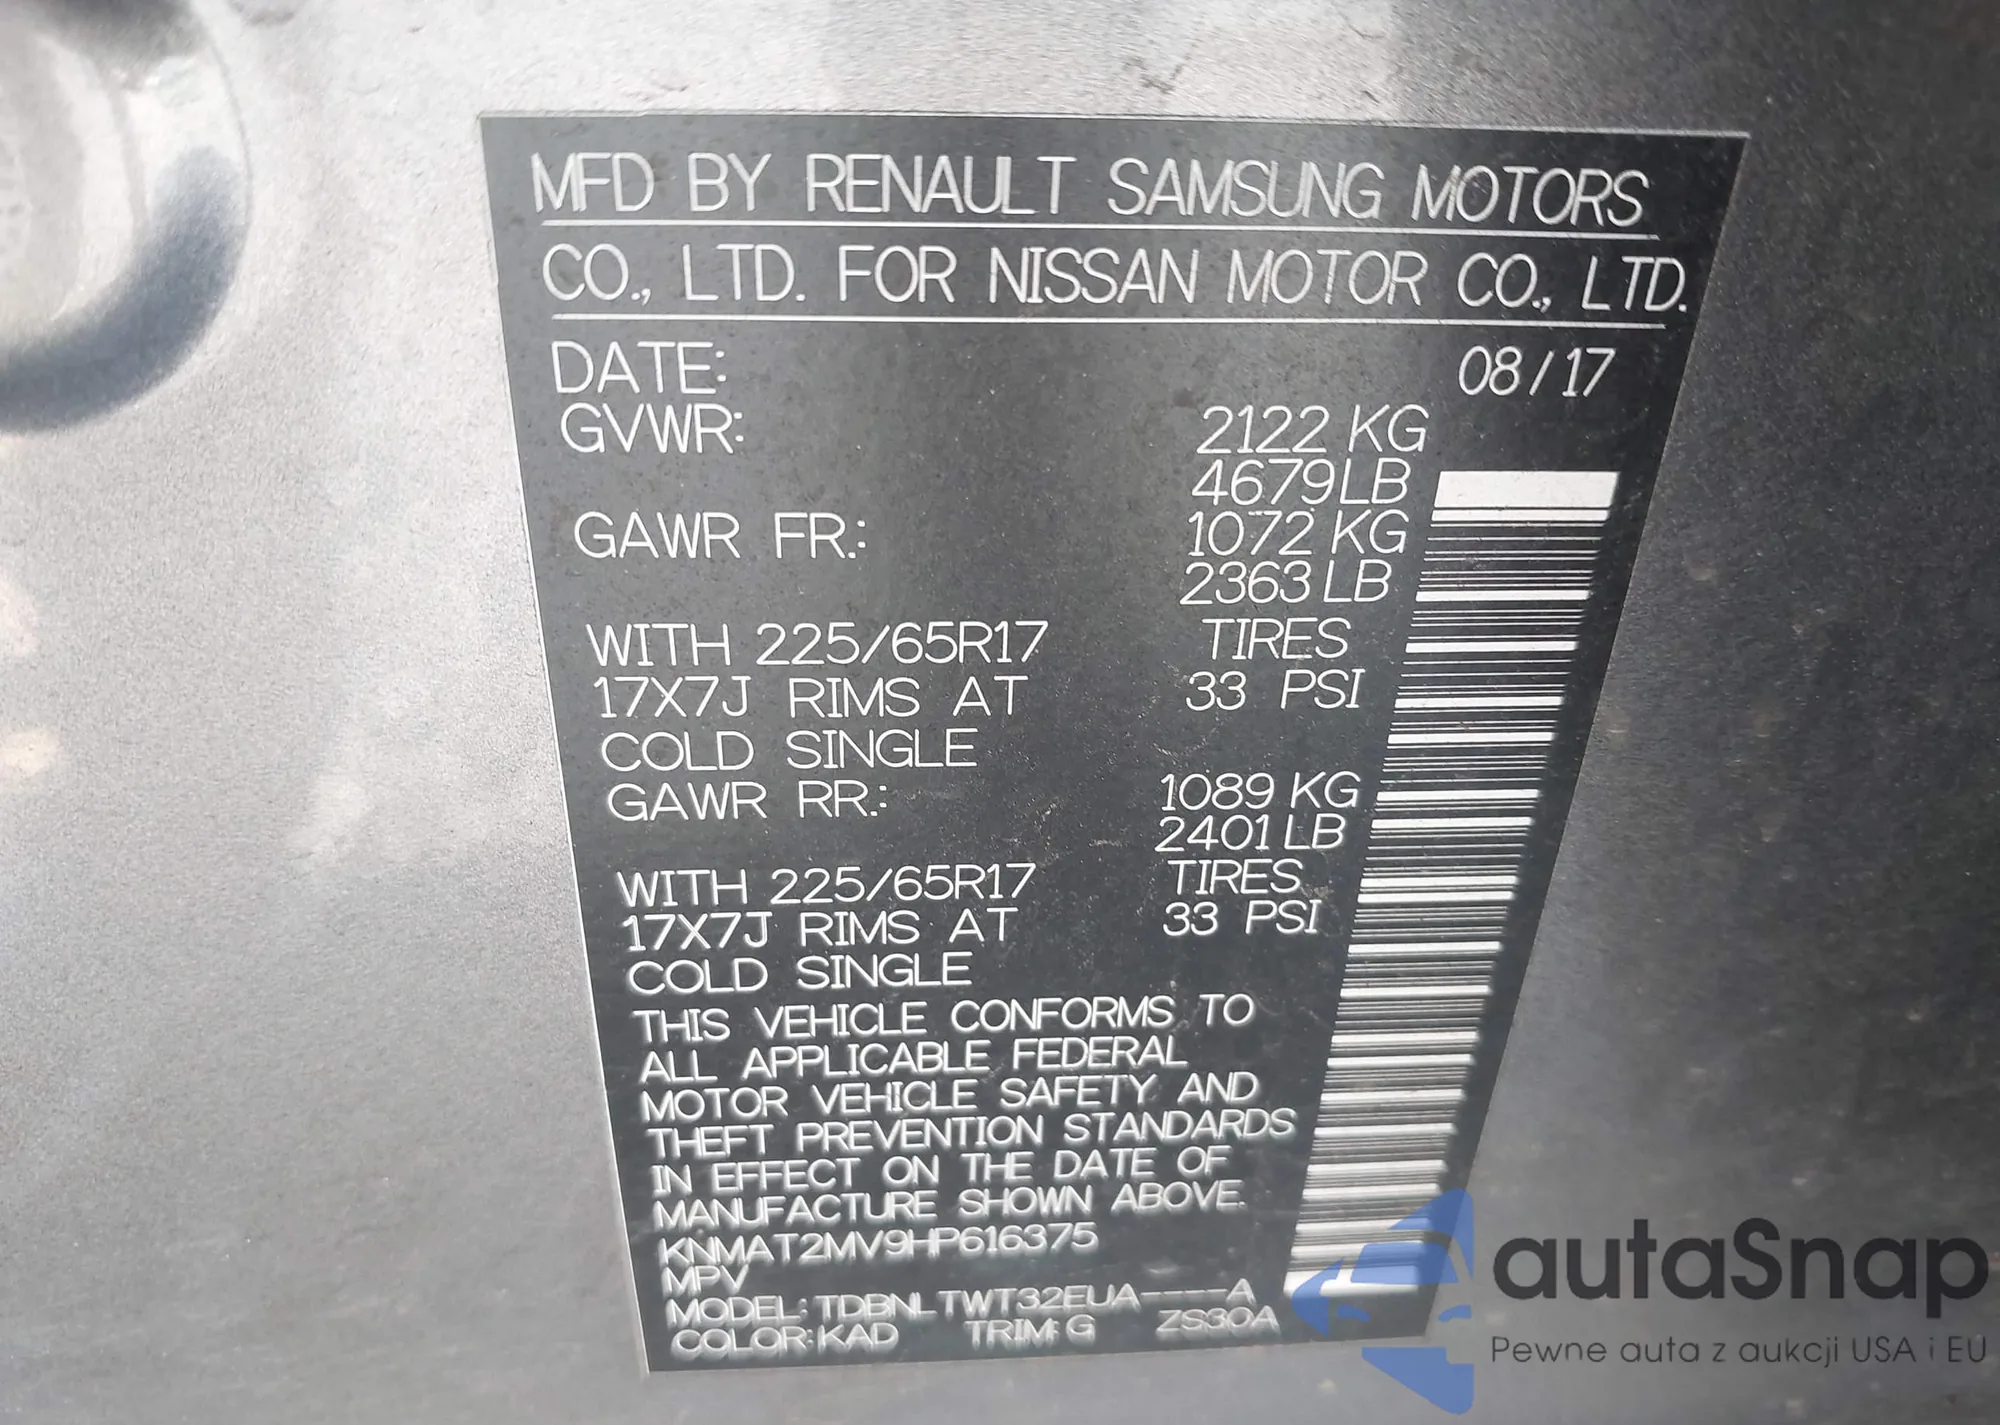 MFD BY RENAULT SAMSUNG MOTORS
CO., LTD. FOR NISSAN MOTOR CO., LTD.
DATE: 08/17
GVWR: 2122 KG
4679 LB
GAWR FR.: 1072 KG
2363 LB
WITH 225/65R17 TIRES
17X7J RIMS AT 33 PSI
COLD SINGLE
GAWR RR.: 1089 KG
2401 LB
WITH 225/65R17 TIRES
17X7J RIMS AT 33 PSI
COLD SINGLE
THIS VEHICLE CONFORMS TO
ALL APPLICABLE FEDERAL
MOTOR VEHICLE SAFETY AND
THEFT PREVENTION STANDARDS
IN EFFECT ON THE DATE OF
MANUFACTURE SHOWN ABOVE.
KNMAT2MV9HP616375
MPV
MODEL: TDBNLTWT32EUA----A
COLOR: KAD TRIM: G ZS30A
autaSnap
Pewne auta z aukcji USA i EU